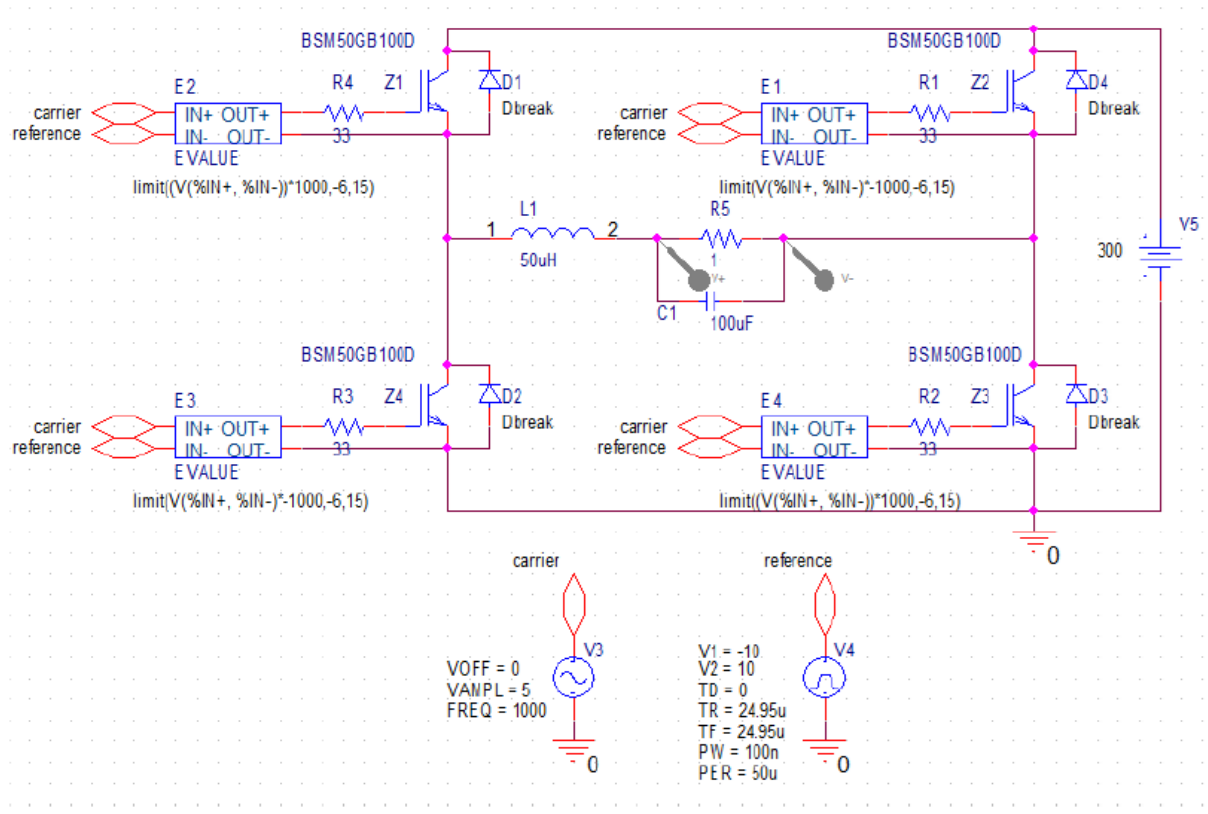 BSM50GB100D
BSM50GB100D
E2
R4
Z1
D1
E1
R1
Z2
D4
carrier
IN+ OUT+
Dbreak
carrier
IN+ OUT+
Dbreak
reference
IN- OUT-
33
reference
IN- OUT-
33
EVALUE
EVALUE
limit((V(%IN+, %IN-))*1000,-6,15)
limit(V(%IN+, %IN-)*-1000,-6,15)
L1
R5
V5
1
2
300
50uH
1
V+
V-
C1
100uF
BSM50GB100D
BSM50GB100D
E3
R3
Z4
D2
E4
R2
Z3
D3
carrier
IN+ OUT+
Dbreak
carrier
IN+ OUT+
Dbreak
reference
IN- OUT-
33
reference
IN- OUT-
33
EVALUE
EVALUE
limit(V(%IN+, %IN-)*-1000,-6,15)
limit((V(%IN+, %IN-))*1000,-6,15)
0
carrier
reference
V3
VOFF = 0
VAMPL = 5
FREQ = 1000
0
V4
V1 = -10
V2 = 10
TD = 0
TR = 24.95u
TF = 24.95u
PW = 100n
PER = 50u
0